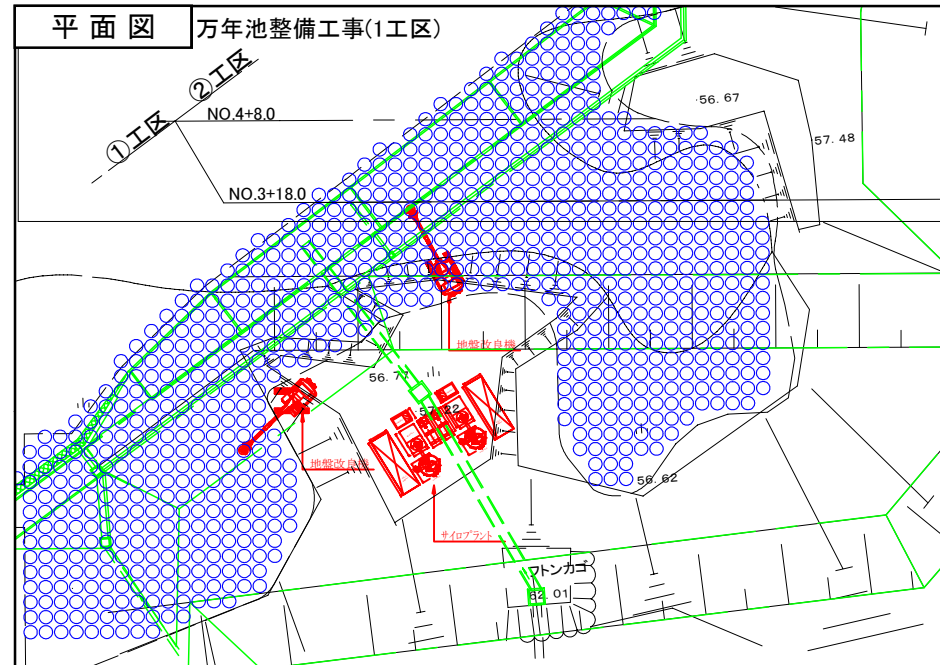 平面図
万年池整備工事(1工区)
②工区
①工区
NO.4+8.0
NO.3+18.0
56.67
57.48
地盤改良機
56.77
57.22
地盤改良機
56.62
サイロプラント
フトンカゴ
62.01